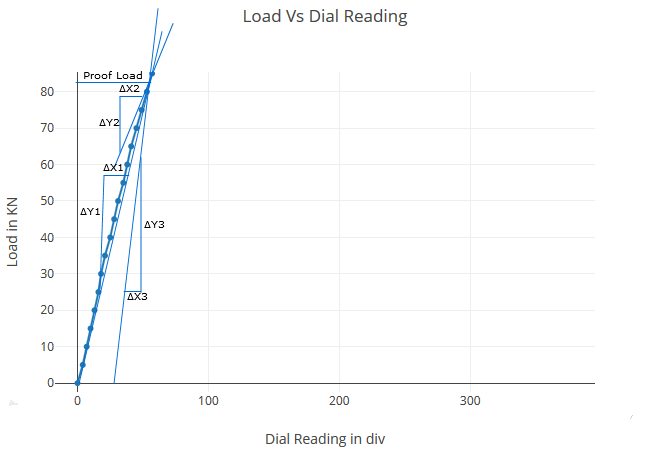 Load Vs Dial Reading
Proof Load
ΔX2
80
ΔY2
70
60
ΔX1
50
ΔY1
ΔY3
40
30
ΔX3
20
10
0
0 100 200 300
Load in KN
Dial Reading in div